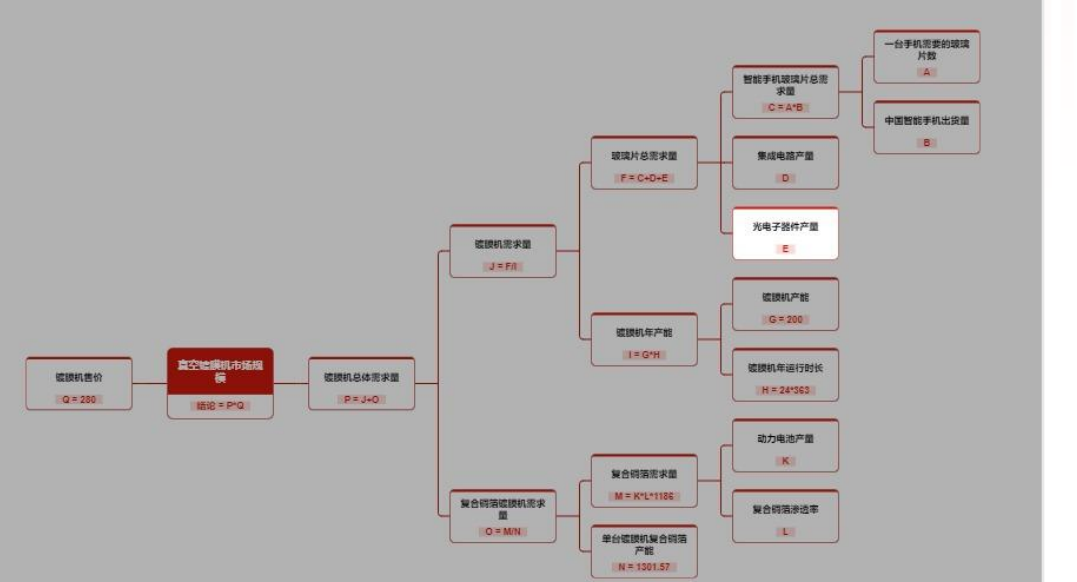 一台手机需要的玻璃
片数
A
智能手机玻璃片总需
求量
C = A*B
中国智能手机出货量
B
玻璃片总需求量
F = C+D+E
集成电路产量
D
光电子器件产量
E
镀膜机需求量
J = F/I
镀膜机产能
G = 200
镀膜机年产能
I = G*H
镀膜机年运行时长
H = 24*363
镀膜机售价
Q = 280
真空镀膜机市场规
模
结论 = P*Q
镀膜机总体需求量
P = J+O
动力电池产量
K
复合铜箔需求量
M = K*L*1186
复合铜箔渗透率
L
复合铜箔镀膜机需求
量
O = M/N
单台镀膜机复合铜箔
产能
N = 1301.57